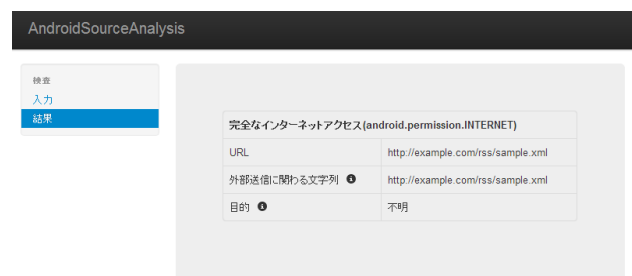 AndroidSourceAnalysis
検査
入力
結果
完全なインターネットアクセス(android.permission.INTERNET)
URL http://example.com/rss/sample.xml
外部送信に関わる文字列 http://example.com/rss/sample.xml
目的 不明